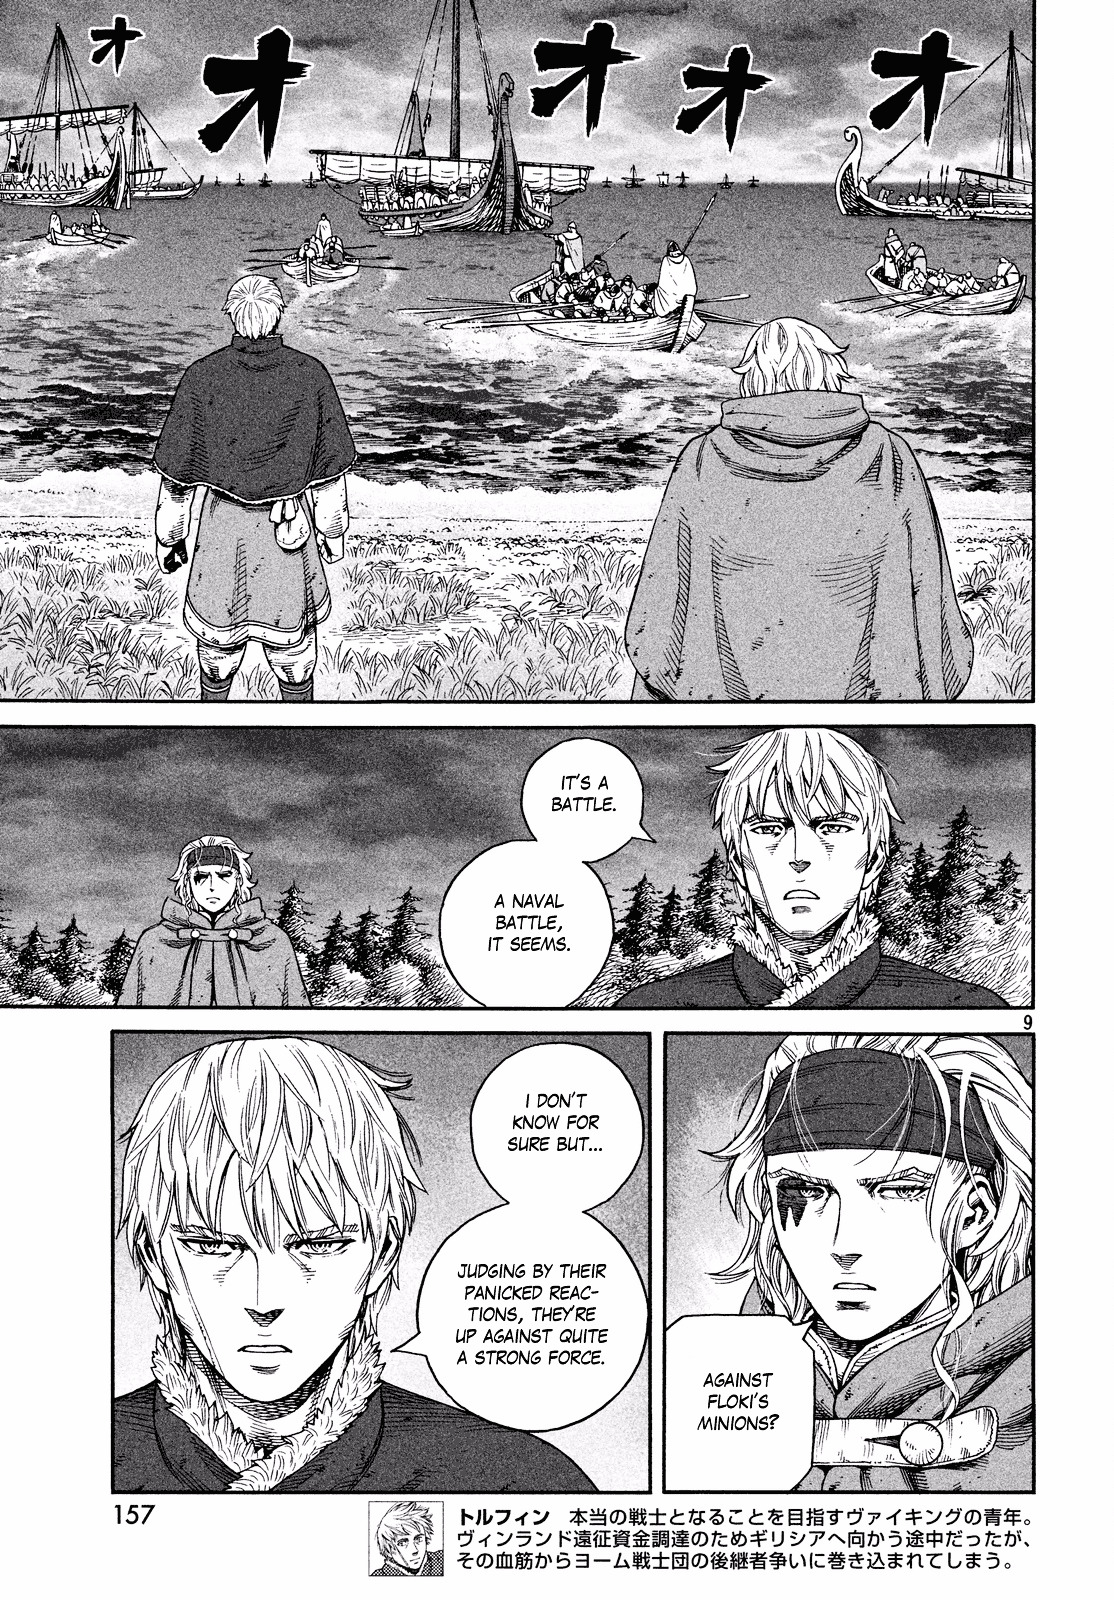 オ オ オ オ オ
IT'S A
BATTLE.
A NAVAL
BATTLE,
IT SEEMS.
9
AGAINST
FLOKI'S
MINIONS?
I DON'T
KNOW FOR
SURE BUT...
JUDGING BY THEIR
PANICKED REAC-
TIONS, THEY'RE
UP AGAINST QUITE
A STRONG FORCE.
157
トルフィン 本当の戦士となることを目指すヴァイキングの青年。
ヴィンランド遠征資金調達のためギリシアへ向かう途中だったが、
その血筋からヨーム戦士団の後継者争いに巻き込まれてしまう。